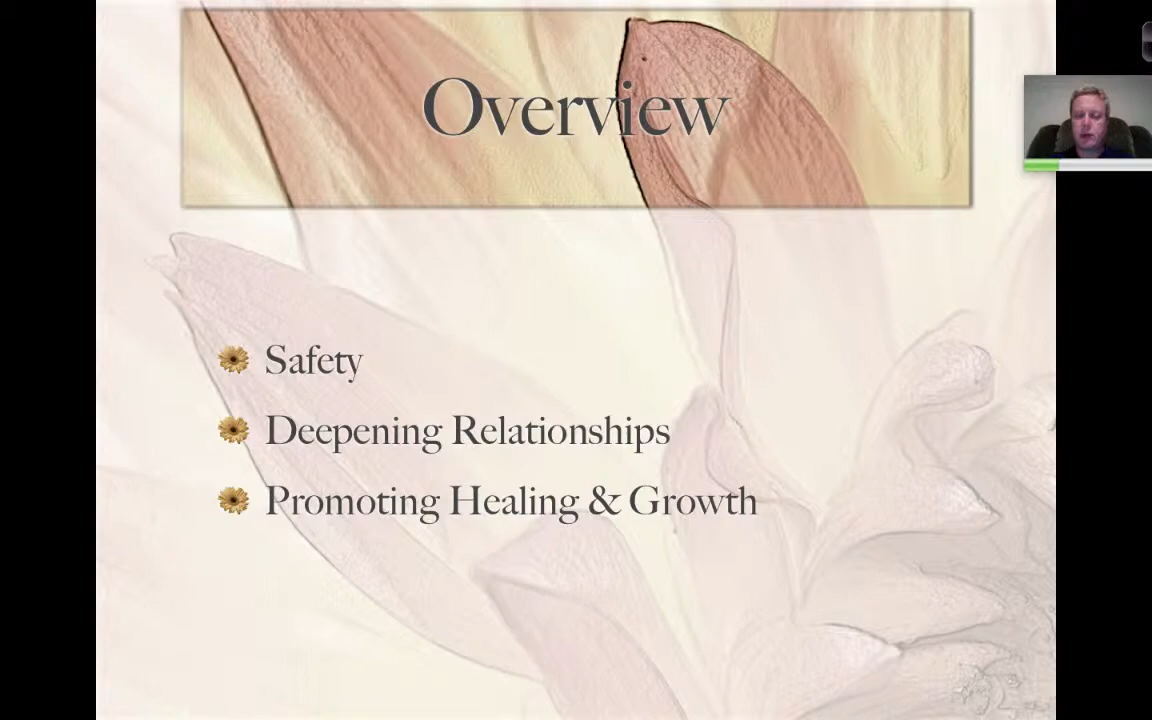 Overview
Safety
Deepening Relationships
Promoting Healing & Growth